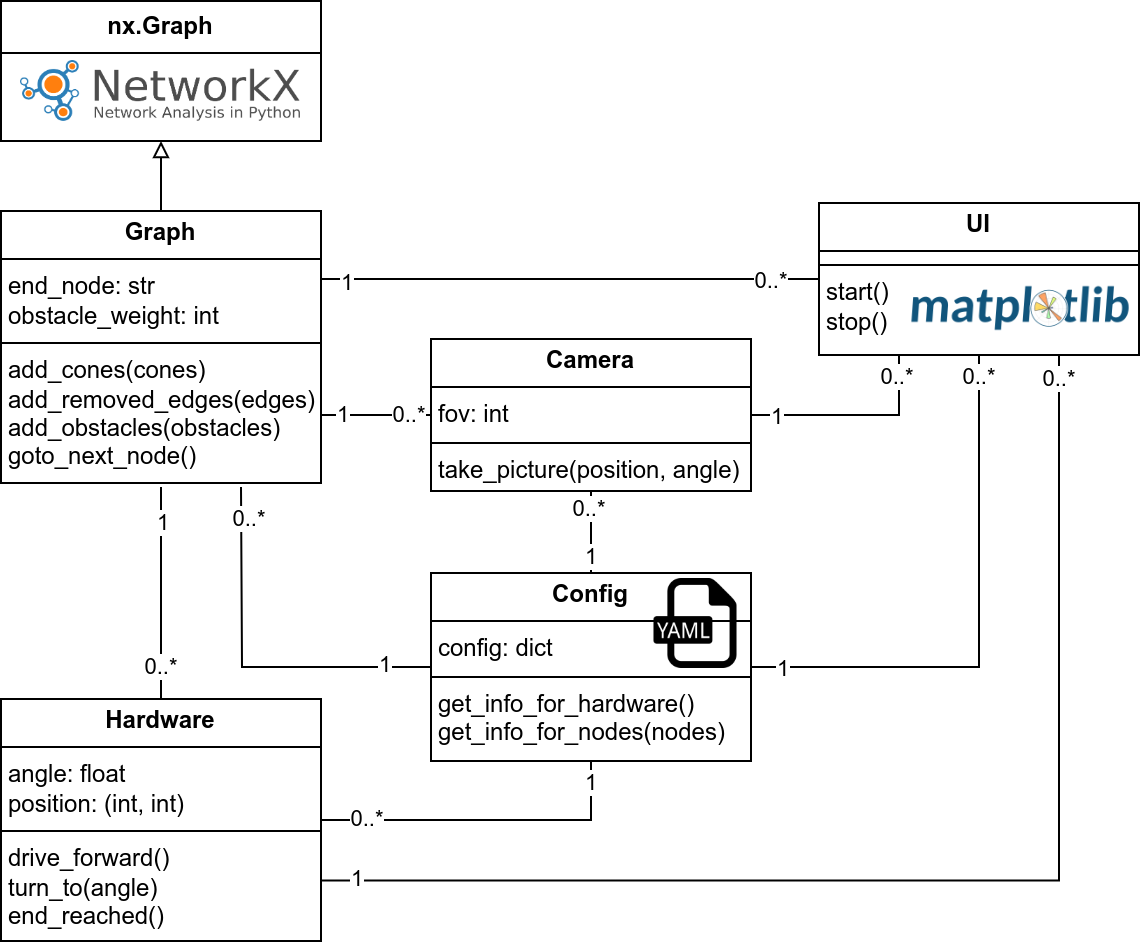 nx.Graph
NetworkX
Network Analysis in Python
Graph
end_node: str
obstacle_weight: int
add_cones(cones)
add_removed_edges(edges)
add_obstacles(obstacles)
goto_next_node()
1
0..*
UI
start()
stop()
matplotlib
1
0..*
Camera
fov: int
take_picture(position, angle)
1
0..*
0..*
0..*
1
0..*
0..*
1
Config
YAML
config: dict
get_info_for_hardware()
get_info_for_nodes(nodes)
1
1
0..*
Hardware
angle: float
position: (int, int)
drive_forward()
turn_to(angle)
end_reached()
1
0..*
1